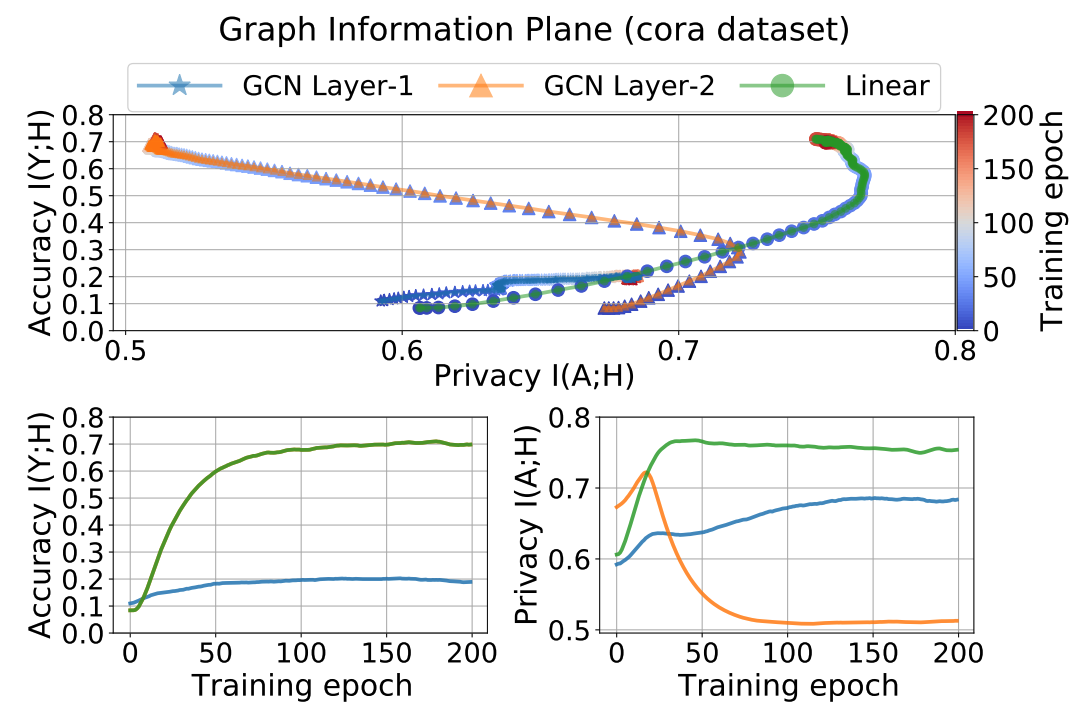 Graph Information Plane (cora dataset)
GCN Layer-1 GCN Layer-2 Linear
Accuracy I(Y;H)
0.8
0.7
0.6
0.5
0.4
0.3
0.2
0.1
0.0
0.5 0.6 0.7 0.8
Privacy I(A;H)
200
150
100
50
0
Training epoch
Accuracy I(Y;H)
0.8
0.7
0.6
0.5
0.4
0.3
0.2
0.1
0.0
0 50 100 150 200
Training epoch
Privacy I(A;H)
0.8
0.7
0.6
0.5
0 50 100 150 200
Training epoch